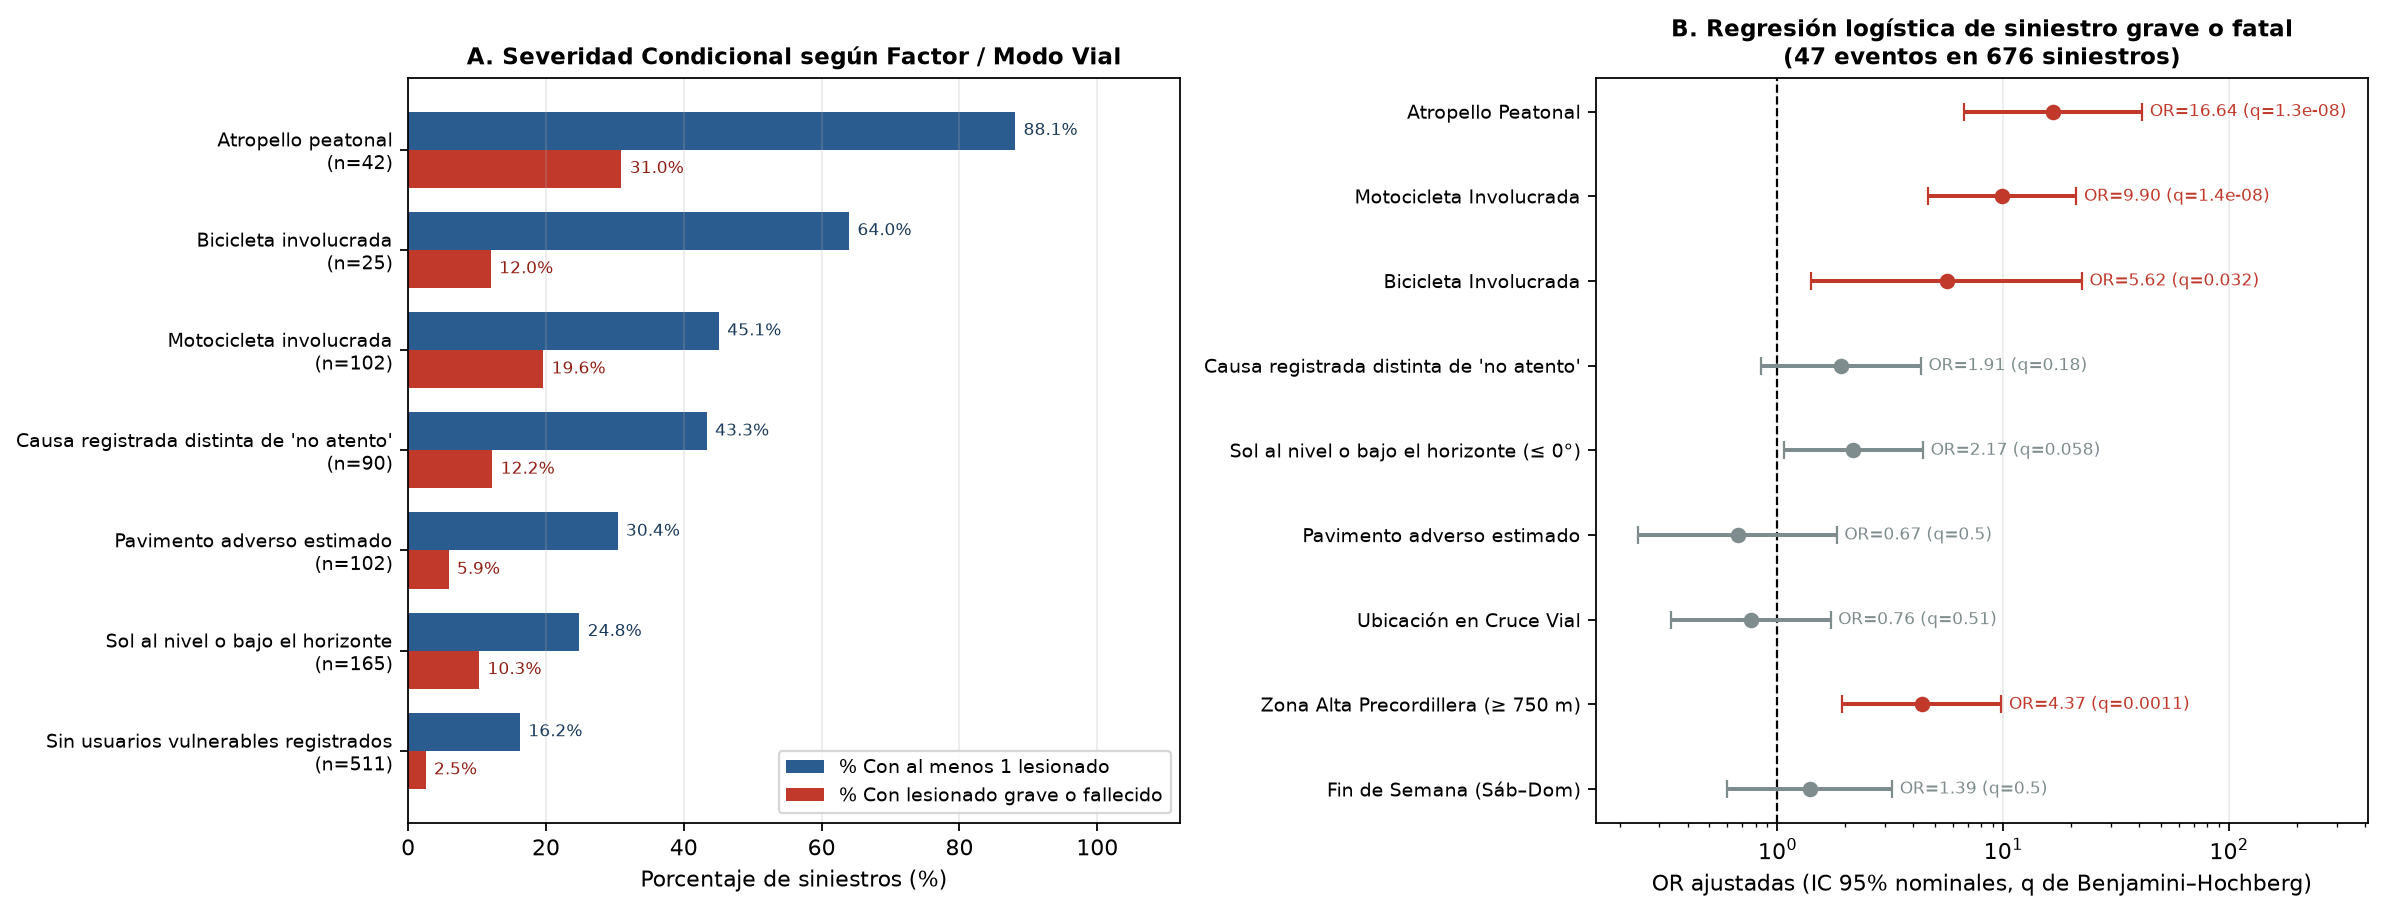 A. Severidad Condicional según Factor / Modo Vial
Atropello peatonal
(n=42)
88.1%
31.0%
Bicicleta involucrada
(n=25)
64.0%
12.0%
Motocicleta involucrada
(n=102)
45.1%
19.6%
Causa registrada distinta de 'no atento'
(n=90)
43.3%
12.2%
Pavimento adverso estimado
(n=102)
30.4%
5.9%
Sol al nivel o bajo el horizonte
(n=165)
24.8%
10.3%
Sin usuarios vulnerables registrados
(n=511)
16.2%
2.5%
% Con al menos 1 lesionado
% Con lesionado grave o fallecido
0 20 40 60 80 100
Porcentaje de siniestros (%)
B. Regresión logística de siniestro grave o fatal
(47 eventos en 676 siniestros)
Atropello Peatonal
OR=16.64 (q=1.3e-08)
Motocicleta Involucrada
OR=9.90 (q=1.4e-08)
Bicicleta Involucrada
OR=5.62 (q=0.032)
Causa registrada distinta de 'no atento'
OR=1.91 (q=0.18)
Sol al nivel o bajo el horizonte (≤ 0°)
OR=2.17 (q=0.058)
Pavimento adverso estimado
OR=0.67 (q=0.5)
Ubicación en Cruce Vial
OR=0.76 (q=0.51)
Zona Alta Precordillera (≥ 750 m)
OR=4.37 (q=0.0011)
Fin de Semana (Sáb–Dom)
OR=1.39 (q=0.5)
10⁰ 10¹ 10²
OR ajustadas (IC 95% nominales, q de Benjamini–Hochberg)